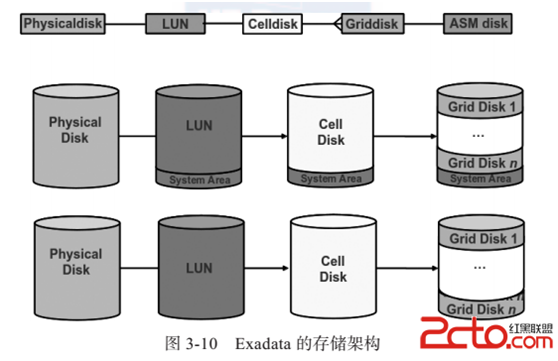 Physicaldisk LUN Celldisk Griddisk ASM disk
Physical Disk
LUN
System Area
Cell Disk
System Area
Grid Disk 1
...
Grid Disk n
System Area
Physical Disk
LUN
Cell Disk
Grid Disk 1
...
Grid Disk n
图 3-10 Exadata 的存储架构
2cto.com
红黑联盟